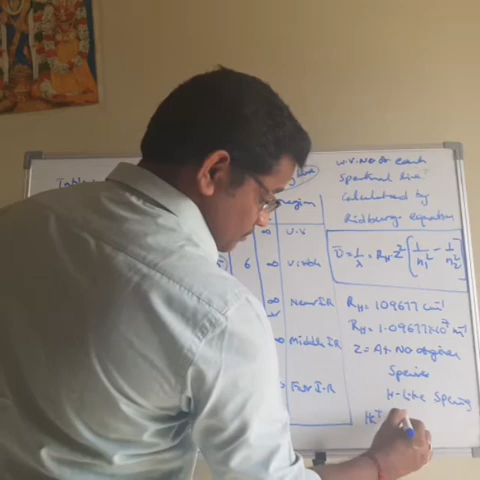 Table
region
∞ U.V
6 ∞ Visible
∞ Near IR
∞ Middle IR
Far I-R
W.V.No of each
Spectral line
Calculated by
Ridburge equation
ν̅ = 1/λ = R_H·Z² [1/n₁² − 1/n₂²]
R_H = 109677 cm⁻¹
R_H = 1.09677×10⁷ m⁻¹
Z = At. No of given
Species
H-like Species
He⁺